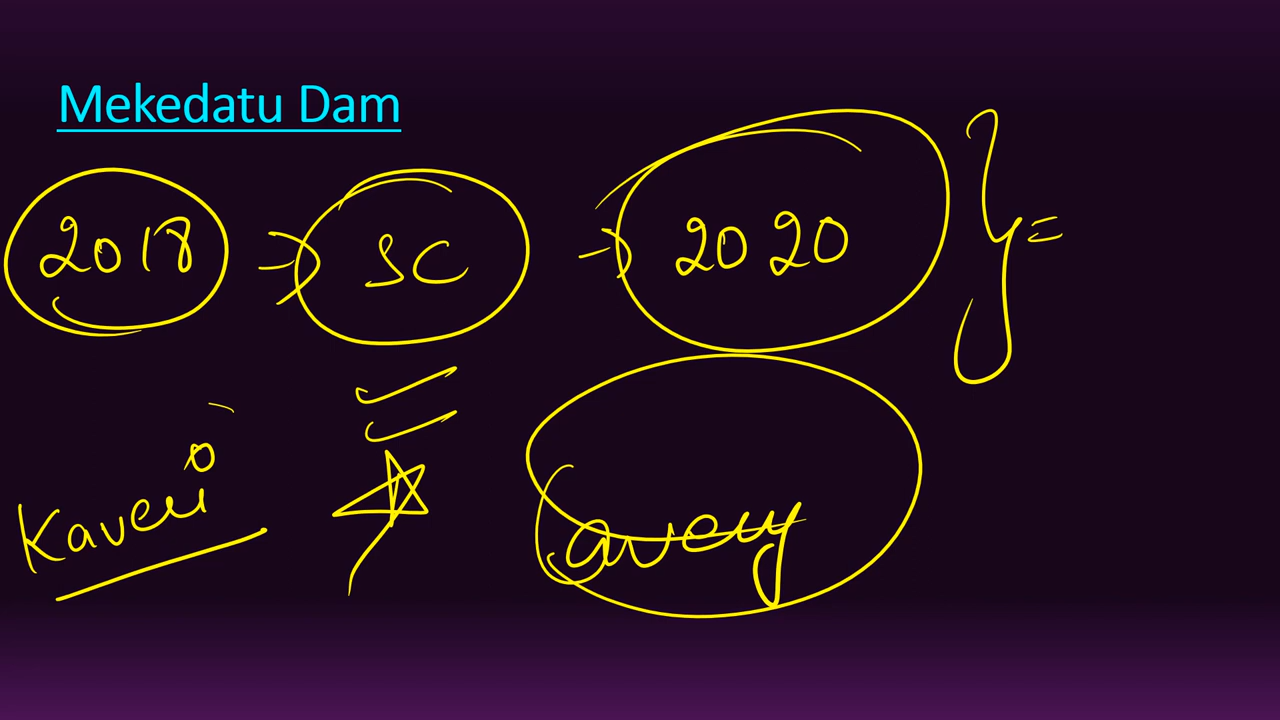 Mekedatu Dam
2018 => SC => 2020 } =
Kaveri Cavery